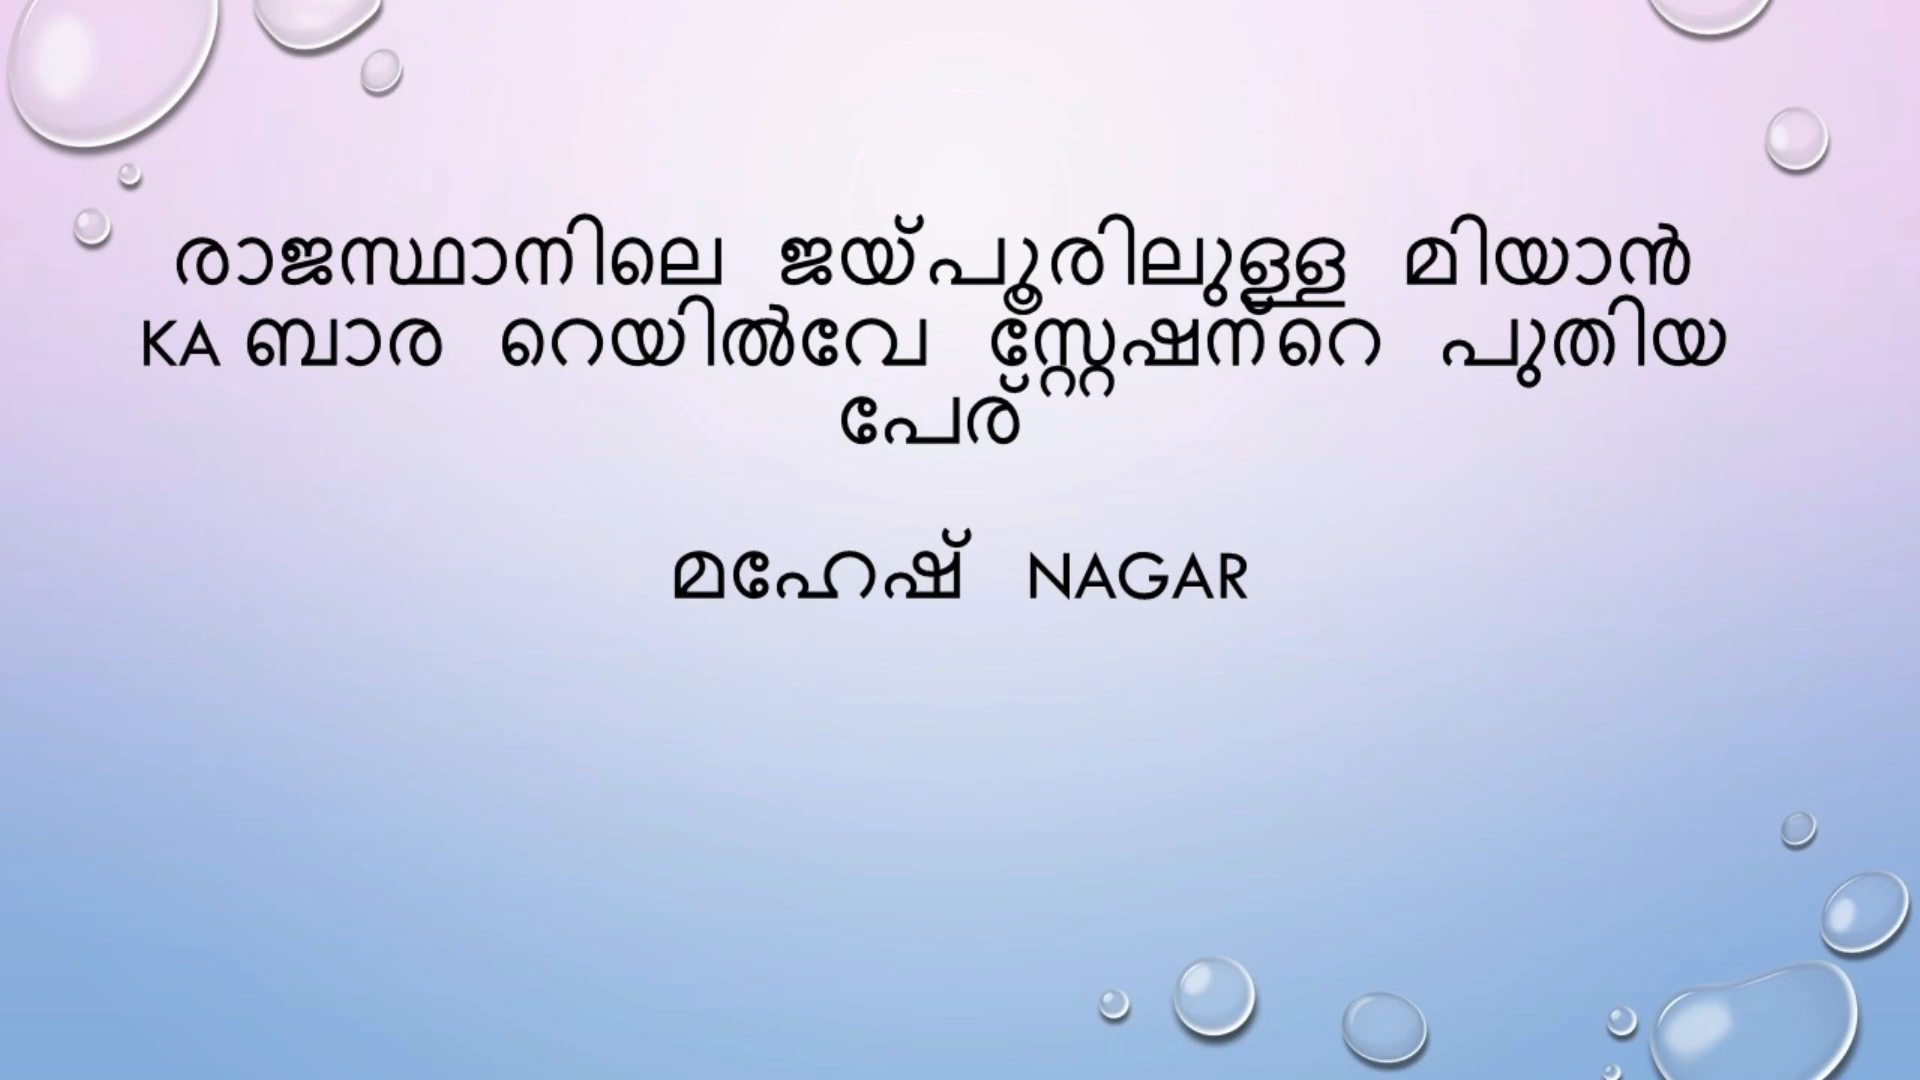 രാജസ്ഥാനിലെ ജയ്പൂരിലുള്ള മിയാൻ
KA ബാര റെയിൽവേ സ്റ്റേഷന്റെ പുതിയ
പേര്
മഹേഷ് NAGAR